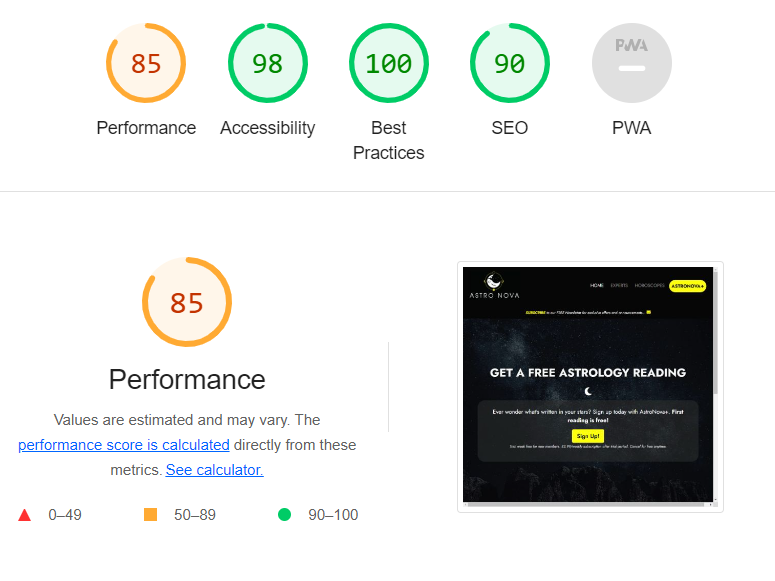 85
98
100
90
PWA
Performance
Accessibility
Best
Practices
SEO
PWA
85
Performance
Values are estimated and may vary. The
performance score is calculated directly from these
metrics. See calculator.
0–49
50–89
90–100
ASTRO NOVA
HOME
EXPERTS
HOROSCOPES
ASTRONOVA+
SUBSCRIBE to our FREE Newsletter for exclusive offers and announcements.
GET A FREE ASTROLOGY READING
Ever wonder what's written in your stars? Sign up today with AstroNova+. First
reading is free!
Sign Up!